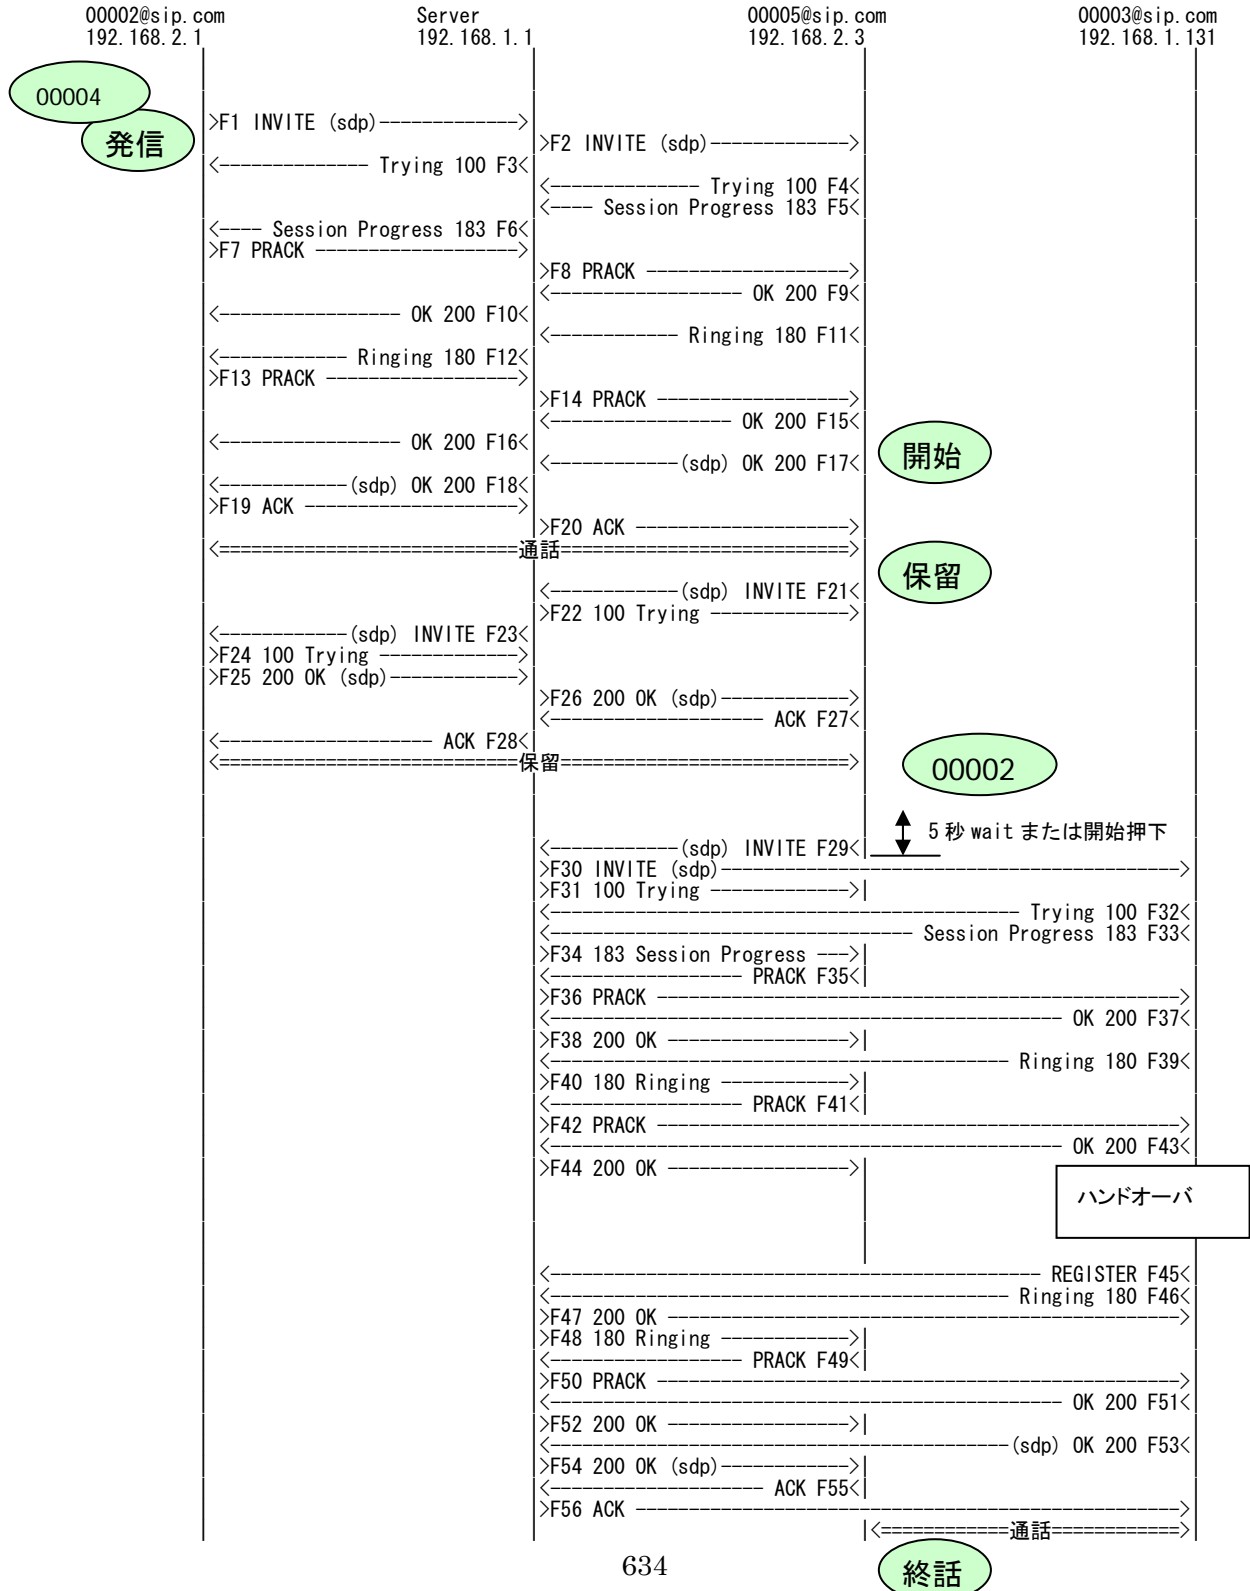 00002@sip.com Server 00005@sip.com 00003@sip.com
192.168.2.1 192.168.1.1 192.168.2.3 192.168.1.131
00004
発信
>F1 INVITE (sdp)------------->
>F2 INVITE (sdp)------------->
<-------------- Trying 100 F3<
<-------------- Trying 100 F4<
<---- Session Progress 183 F5<
<---- Session Progress 183 F6<
>F7 PRACK ------------------->
>F8 PRACK ------------------->
<------------------ OK 200 F9<
<----------------- OK 200 F10<
<------------ Ringing 180 F11<
<------------ Ringing 180 F12<
>F13 PRACK ------------------>
>F14 PRACK ------------------>
<----------------- OK 200 F15<
<----------------- OK 200 F16<
開始
<------------(sdp) OK 200 F17<
<------------(sdp) OK 200 F18<
>F19 ACK -------------------->
>F20 ACK -------------------->
<============================通話===========================>
保留
<------------(sdp) INVITE F21<
>F22 100 Trying ------------->
<------------(sdp) INVITE F23<
>F24 100 Trying ------------->
>F25 200 OK (sdp)------------>
>F26 200 OK (sdp)------------>
<-------------------- ACK F27<
<-------------------- ACK F28<
<============================保留===========================>
00002
5 秒 wait または開始押下
<------------(sdp) INVITE F29<
>F30 INVITE (sdp)------------------------------------------->
>F31 100 Trying ------------->|
<-------------------------------------------- Trying 100 F32<
<---------------------------------- Session Progress 183 F33<
>F34 183 Session Progress --->|
<------------------ PRACK F35<|
>F36 PRACK ------------------------------------------------->
<------------------------------------------------ OK 200 F37<
>F38 200 OK ----------------->|
<------------------------------------------- Ringing 180 F39<
>F40 180 Ringing ------------>|
<------------------ PRACK F41<|
>F42 PRACK ------------------------------------------------->
<------------------------------------------------ OK 200 F43<
>F44 200 OK ----------------->|
ハンドオーバ
<---------------------------------------------- REGISTER F45<
<------------------------------------------- Ringing 180 F46<
>F47 200 OK ------------------------------------------------>
>F48 180 Ringing ------------>|
<------------------ PRACK F49<|
>F50 PRACK ------------------------------------------------->
<------------------------------------------------ OK 200 F51<
>F52 200 OK ----------------->|
<-------------------------------------------(sdp) OK 200 F53<
>F54 200 OK (sdp)------------>|
<-------------------- ACK F55<|
>F56 ACK --------------------------------------------------->
|<============通話============>
634
終話